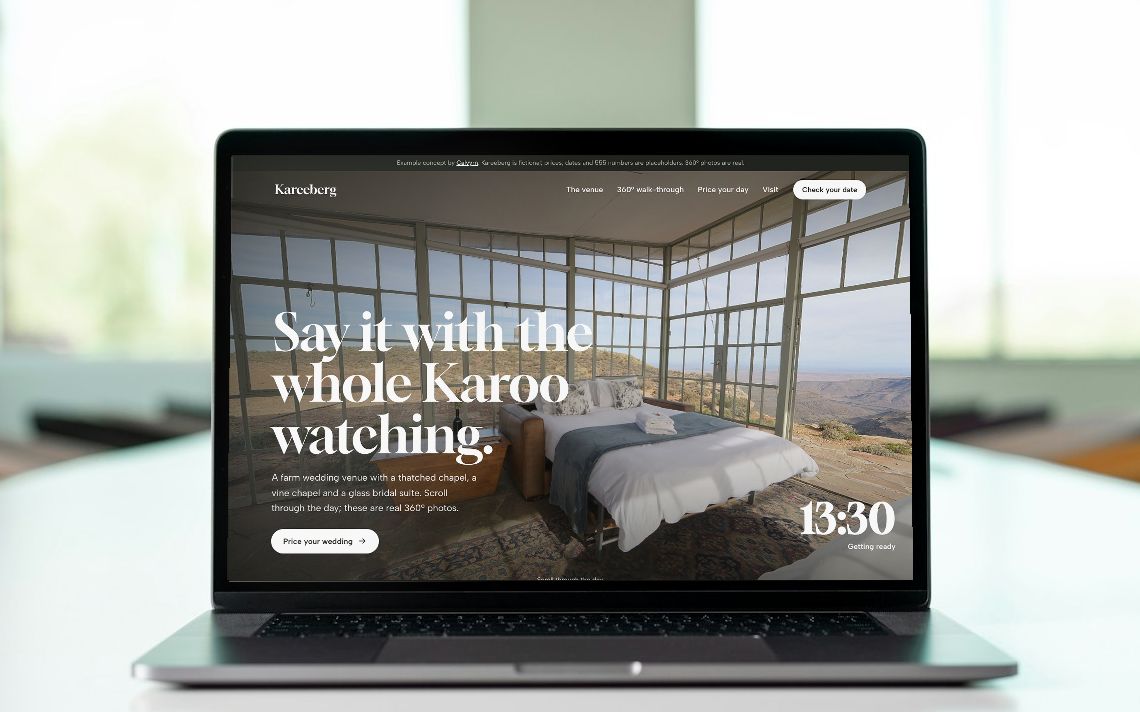 Example concept by Calvyn. Kareeberg is fictional; prices, dates and 555 numbers are placeholders. 360° photos are real.
Kareeberg
The venue
360° walk-through
Price your day
Visit
Check your date
Say it with the
whole Karoo
watching.
A farm wedding venue with a thatched chapel, a
vine chapel and a glass bridal suite. Scroll
through the day; these are real 360° photos.
Price your wedding →
13:30
Getting ready
Scroll through the day